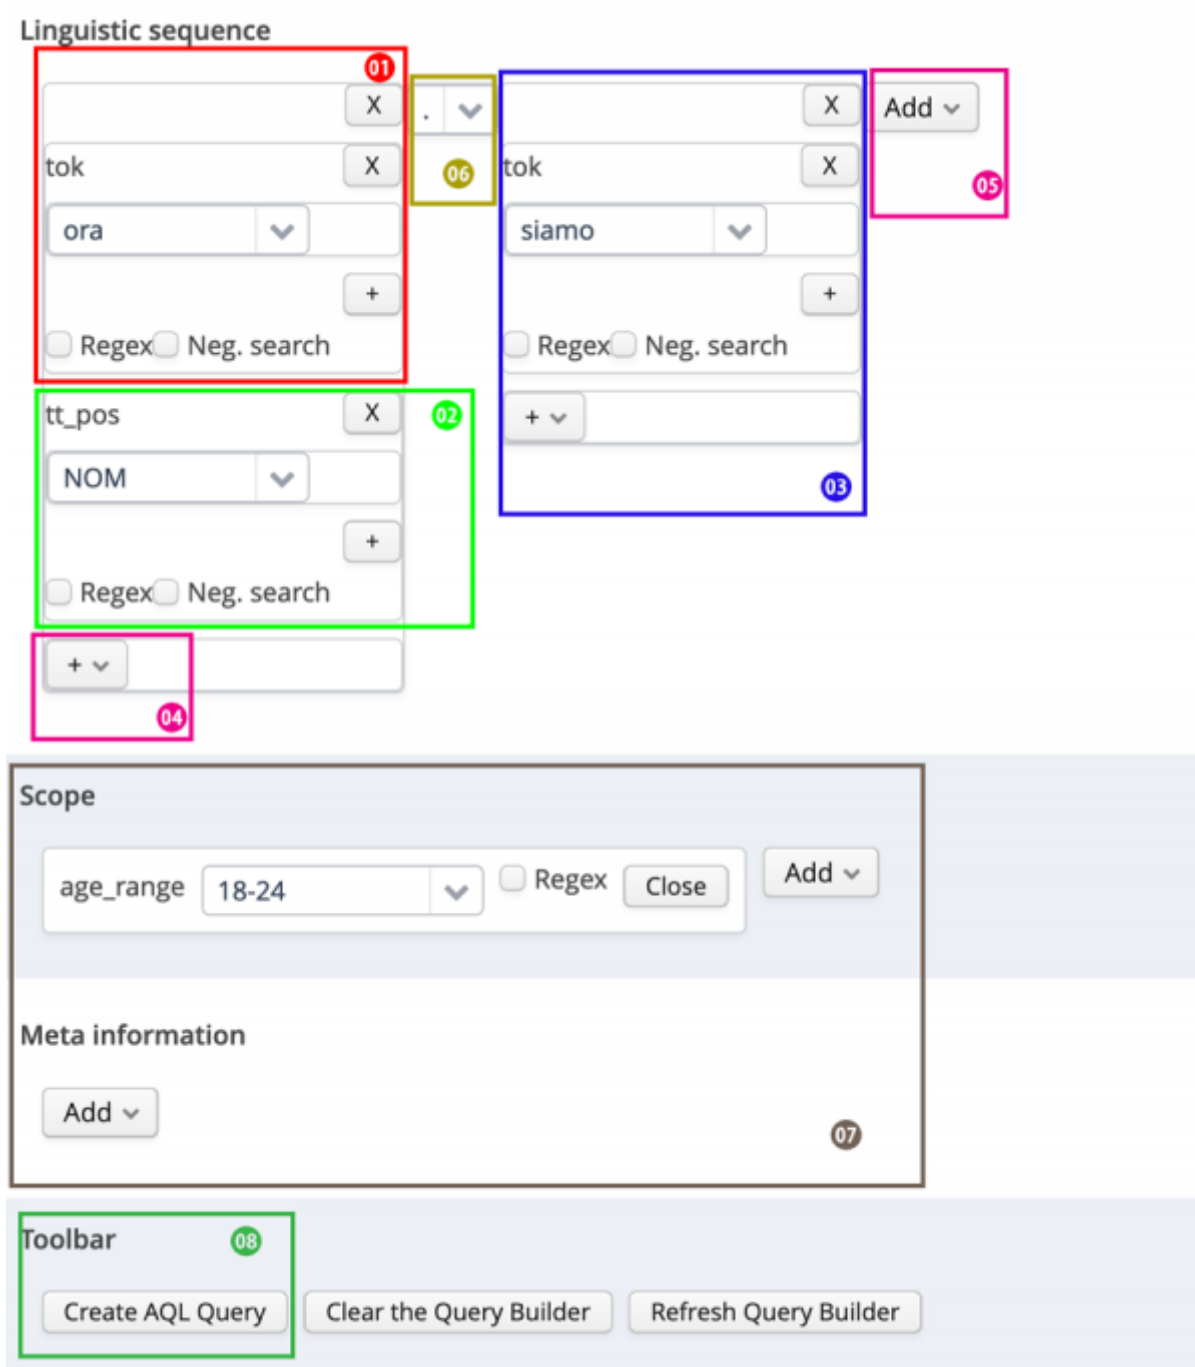 Linguistic sequence
01
X
. 
X
Add
tok
X
06
tok
X
05
ora
siamo
+
+
Regex Neg. search
Regex Neg. search
tt_pos
X
02
+
NOM
03
+
Regex Neg. search
+
04
Scope
age_range 18-24 Regex Close Add
Meta information
Add
07
Toolbar 08
Create AQL Query Clear the Query Builder Refresh Query Builder